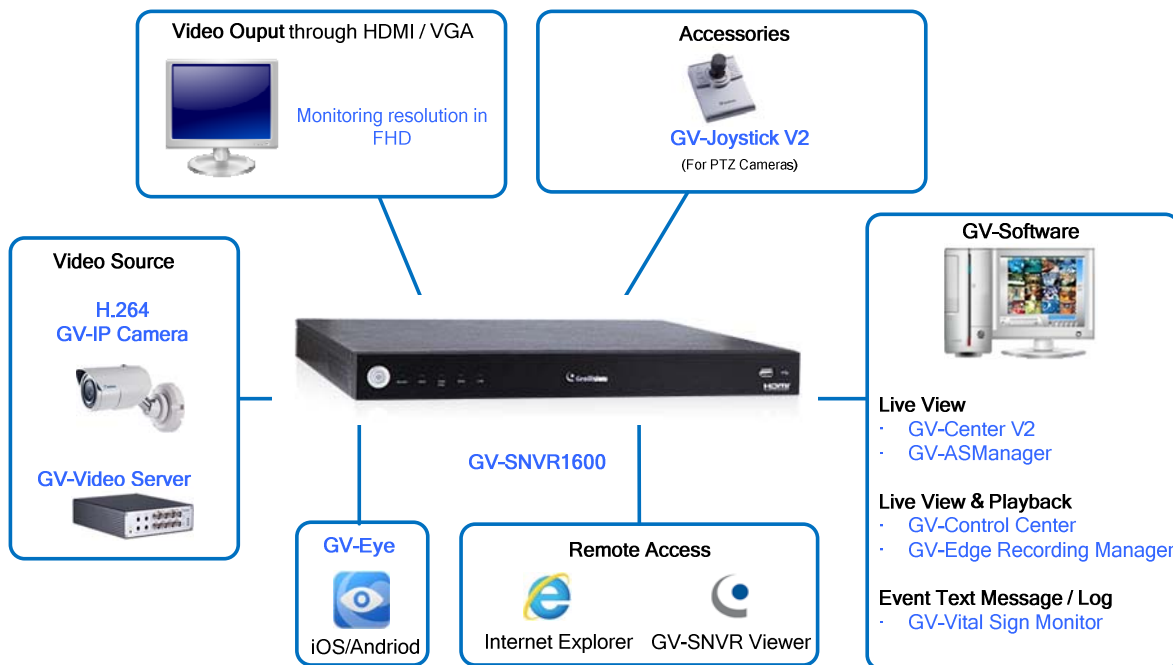 Video Ouput through HDMI / VGA
Monitoring resolution in
FHD
Accessories
GV-Joystick V2
(For PTZ Cameras)
Video Source
H.264
GV-IP Camera
GV-Video Server
GeoVision
HDMI
GV-SNVR1600
GV-Software
Live View
· GV-Center V2
· GV-ASManager
Live View & Playback
· GV-Control Center
· GV-Edge Recording Manager
Event Text Message / Log
· GV-Vital Sign Monitor
GV-Eye
iOS/Andriod
Remote Access
Internet Explorer
GV-SNVR Viewer